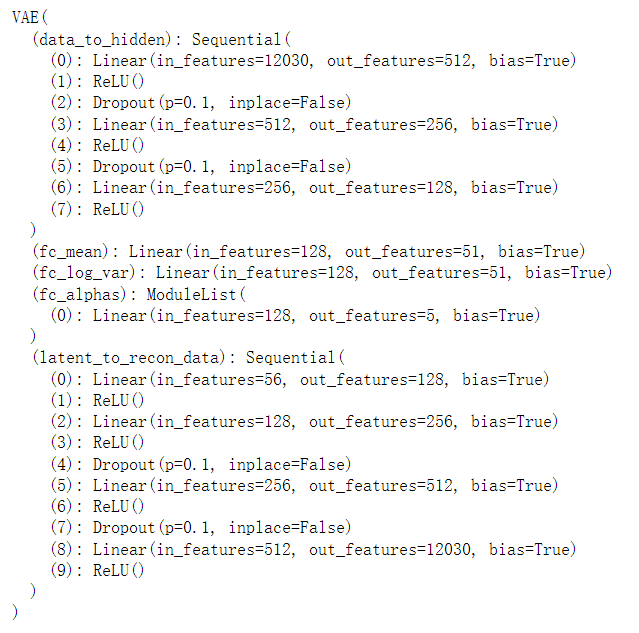 VAE(
  (data_to_hidden): Sequential(
    (0): Linear(in_features=12030, out_features=512, bias=True)
    (1): ReLU()
    (2): Dropout(p=0.1, inplace=False)
    (3): Linear(in_features=512, out_features=256, bias=True)
    (4): ReLU()
    (5): Dropout(p=0.1, inplace=False)
    (6): Linear(in_features=256, out_features=128, bias=True)
    (7): ReLU()
  )
  (fc_mean): Linear(in_features=128, out_features=51, bias=True)
  (fc_log_var): Linear(in_features=128, out_features=51, bias=True)
  (fc_alphas): ModuleList(
    (0): Linear(in_features=128, out_features=5, bias=True)
  )
  (latent_to_recon_data): Sequential(
    (0): Linear(in_features=56, out_features=128, bias=True)
    (1): ReLU()
    (2): Linear(in_features=128, out_features=256, bias=True)
    (3): ReLU()
    (4): Dropout(p=0.1, inplace=False)
    (5): Linear(in_features=256, out_features=512, bias=True)
    (6): ReLU()
    (7): Dropout(p=0.1, inplace=False)
    (8): Linear(in_features=512, out_features=12030, bias=True)
    (9): ReLU()
  )
)